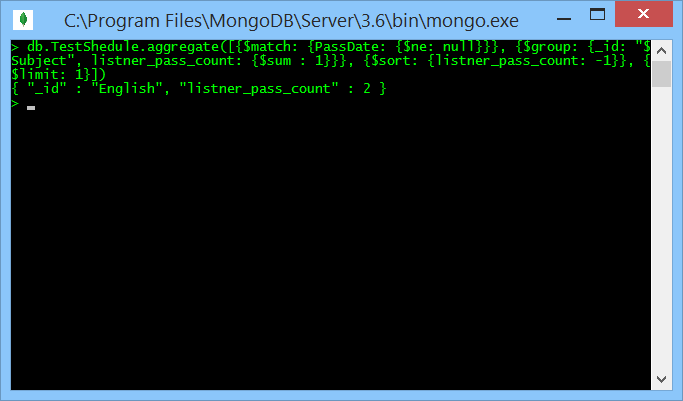 C:\Program Files\MongoDB\Server\3.6\bin\mongo.exe
> db.TestShedule.aggregate([{$match: {PassDate: {$ne: null}}}, {$group: {_id: "$
Subject", listner_pass_count: {$sum : 1}}}, {$sort: {listner_pass_count: -1}}, {
$limit: 1}])
{ "_id" : "English", "listner_pass_count" : 2 }
>